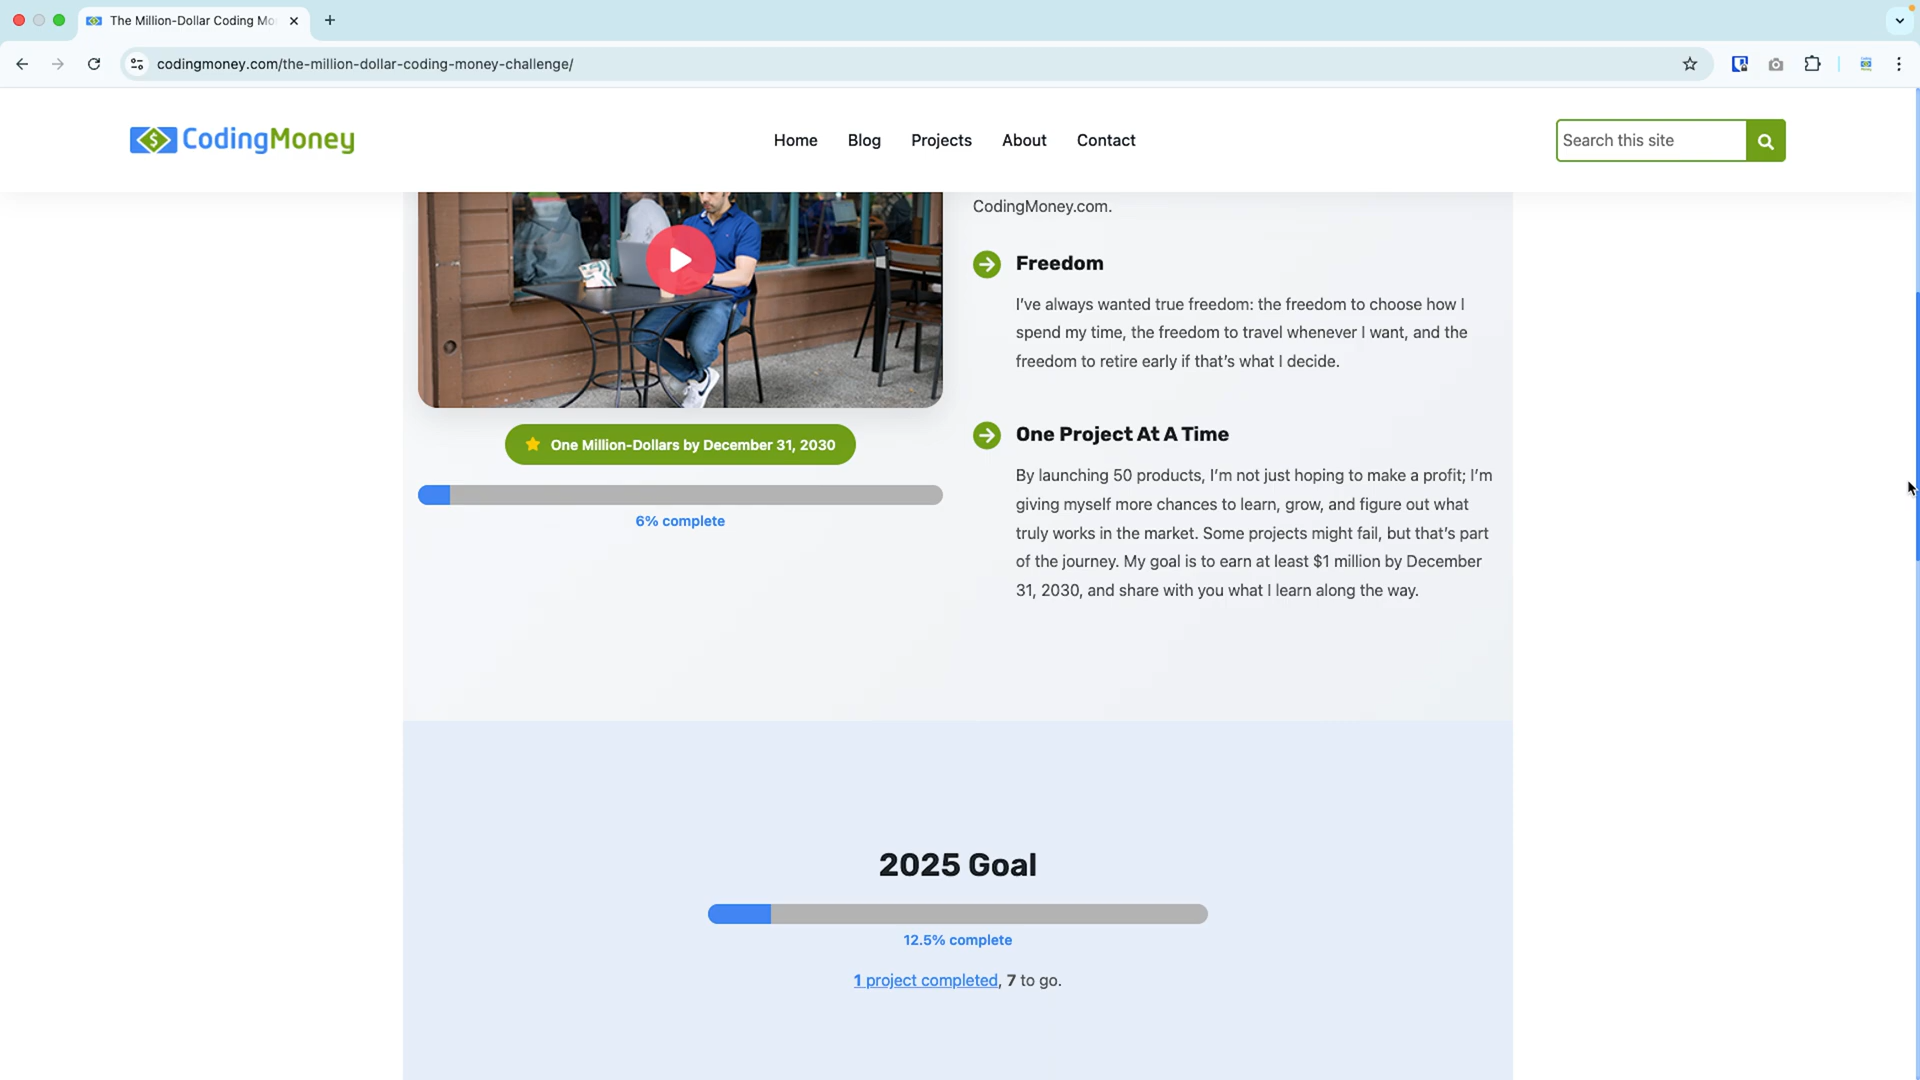 The Million-Dollar Coding Mo
codingmoney.com/the-million-dollar-coding-money-challenge/
CodingMoney
Home
Blog
Projects
About
Contact
Search this site
CodingMoney.com.
Freedom
I've always wanted true freedom: the freedom to choose how I
spend my time, the freedom to travel whenever I want, and the
freedom to retire early if that's what I decide.
One Million-Dollars by December 31, 2030
6% complete
One Project At A Time
By launching 50 products, I'm not just hoping to make a profit; I'm
giving myself more chances to learn, grow, and figure out what
truly works in the market. Some projects might fail, but that's part
of the journey. My goal is to earn at least $1 million by December
31, 2030, and share with you what I learn along the way.
2025 Goal
12.5% complete
1 project completed, 7 to go.